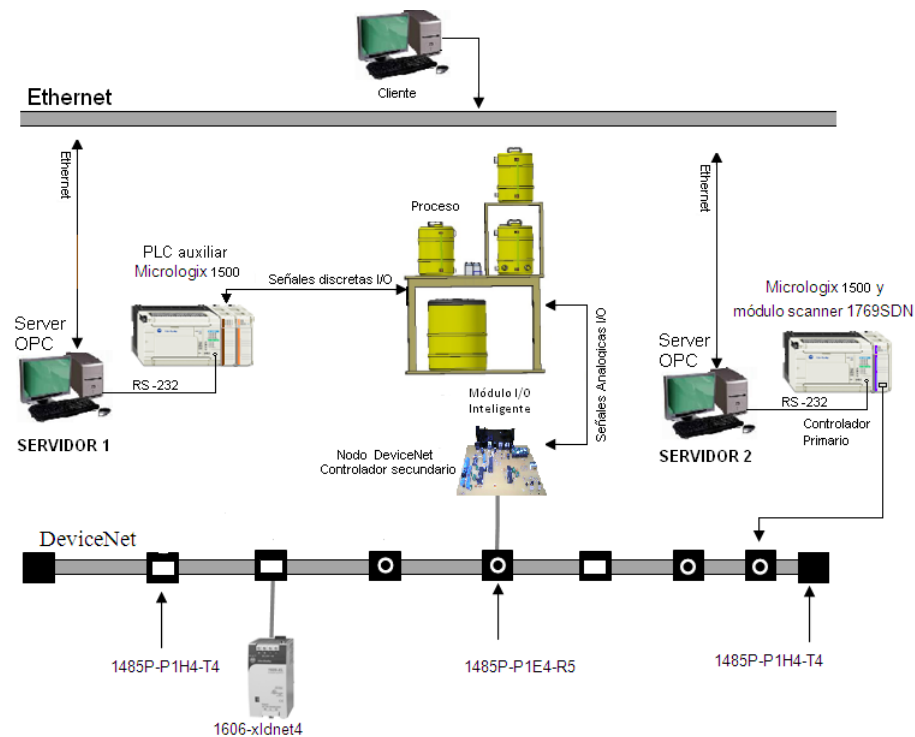 Cliente
Ethernet
Ethernet
Ethernet
Proceso
PLC auxiliar
Micrologix 1500
Señales discretas I/O
Micrologix 1500 y
módulo scanner 1769SDN
Server
OPC
Server
OPC
Señales Analogicas I/O
RS -232
RS -232
Módulo I/O
Inteligente
Controlador
Primario
SERVIDOR 1
Nodo DeviceNet
Controlador secundario
SERVIDOR 2
DeviceNet
1485P-P1H4-T4
1485P-P1E4-R5
1485P-P1H4-T4
1606-xldnet4